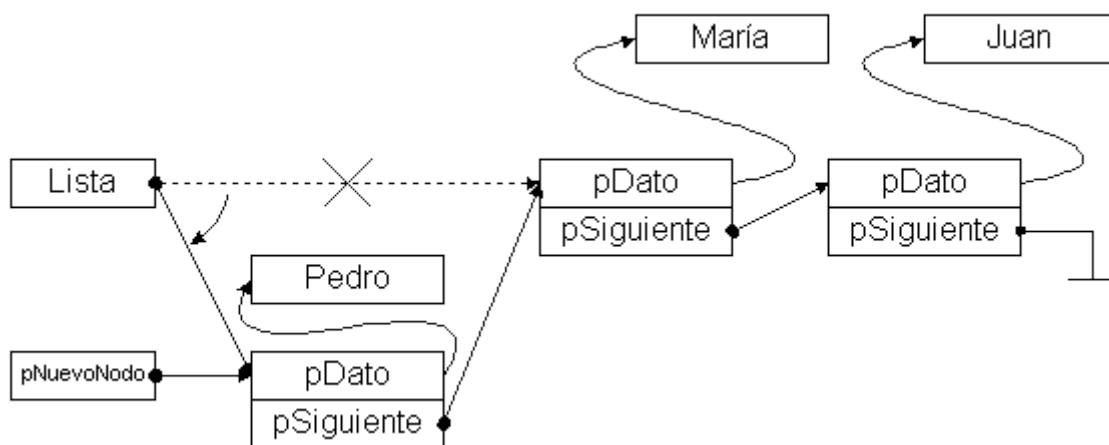 María
Juan
Lista
pDato
pDato
pSiguiente
pSiguiente
Pedro
pNuevoNodo
pDato
pSiguiente